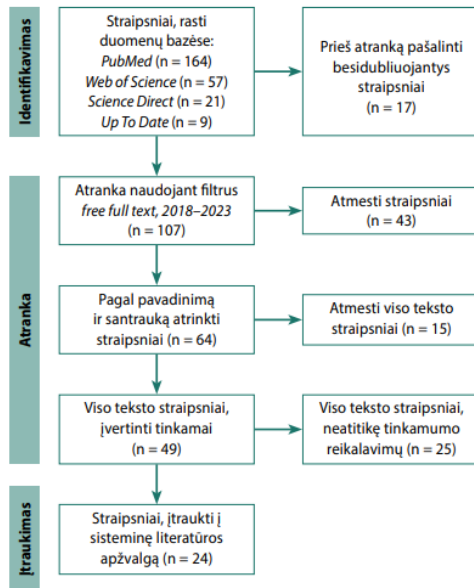 Identifikavimas
Straipsniai, rasti
duomenų bazėse:
PubMed (n = 164)
Web of Science (n = 57)
Science Direct (n = 21)
Up To Date (n = 9)
Prieš atranką pašalinti
besidubliuojantys
straipsniai
(n = 17)
Atranka
Atranka naudojant filtrus
free full text, 2018–2023
(n = 107)
Atmesti straipsniai
(n = 43)
Pagal pavadinimą
ir santrauką atrinkti
straipsniai (n = 64)
Atmesti viso teksto
straipsniai (n = 15)
Viso teksto straipsniai,
įvertinti tinkamai
(n = 49)
Viso teksto straipsniai,
neatitikę tinkamumo
reikalavimų (n = 25)
Įtraukimas
Straipsniai, įtraukti į
sisteminę literatūros
apžvalgą (n = 24)